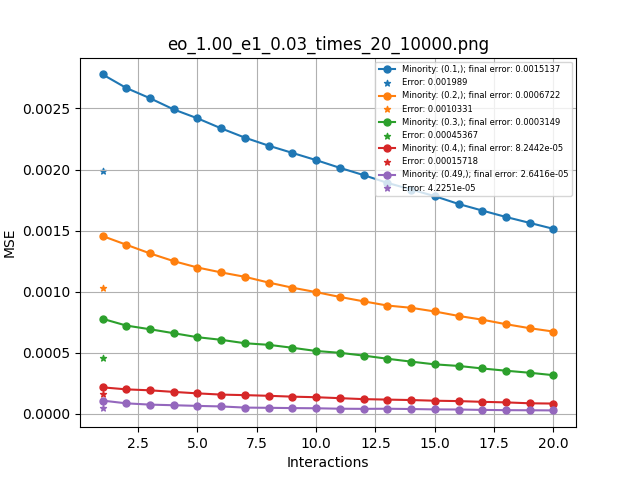 eo_1.00_e1_0.03_times_20_10000.png
Minority: (0.1,); final error: 0.0015137
Error: 0.001989
Minority: (0.2,); final error: 0.0006722
Error: 0.0010331
Minority: (0.3,); final error: 0.0003149
Error: 0.00045367
Minority: (0.4,); final error: 8.2442e-05
Error: 0.00015718
Minority: (0.49,); final error: 2.6416e-05
Error: 4.2251e-05
MSE
0.0025
0.0020
0.0015
0.0010
0.0005
0.0000
2.5 5.0 7.5 10.0 12.5 15.0 17.5 20.0
Interactions